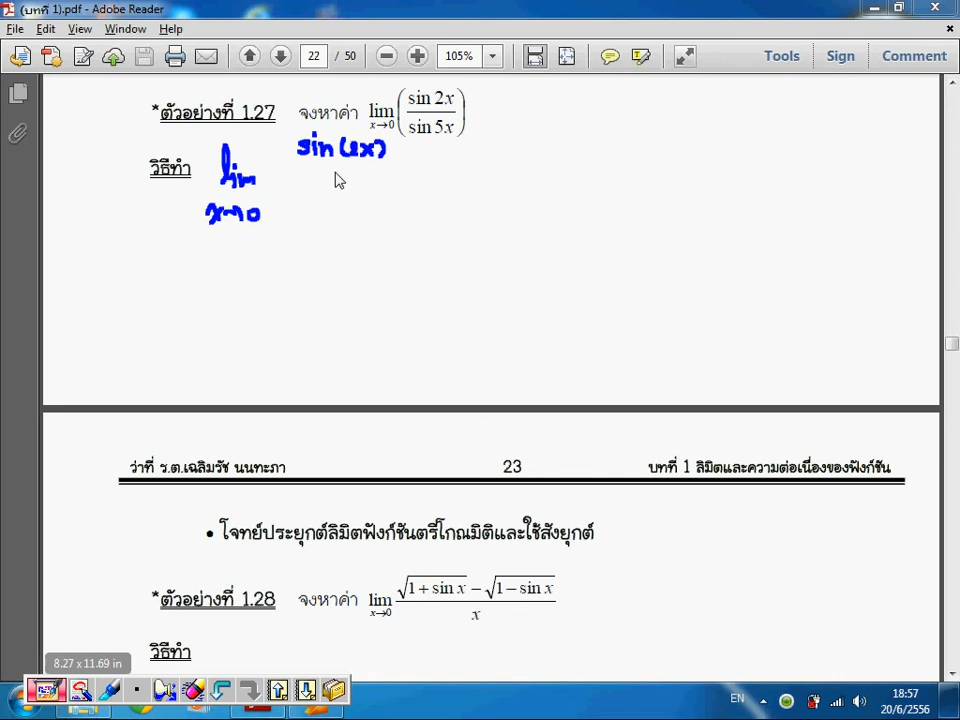 (บทที่ 1).pdf - Adobe Reader
File Edit View Window Help
22 / 50 105% Tools Sign Comment
*ตัวอย่างที่ 1.27 จงหาค่า lim x→0 (sin 2x / sin 5x)
sin (2x)
วิธีทำ lim
x→0
ว่าที่ ร.ต.เฉลิมรัช นนทะภา 23 บทที่ 1 ลิมิตและความต่อเนื่องของฟังก์ชัน
• โจทย์ประยุกต์ลิมิตฟังก์ชันตรีโกณมิติและใช้สังยุกต์
*ตัวอย่างที่ 1.28 จงหาค่า lim x→0 (√(1 + sin x) − √(1 − sin x)) / x
วิธีทำ
8.27 x 11.69 in
EN 18:57
20/6/2556